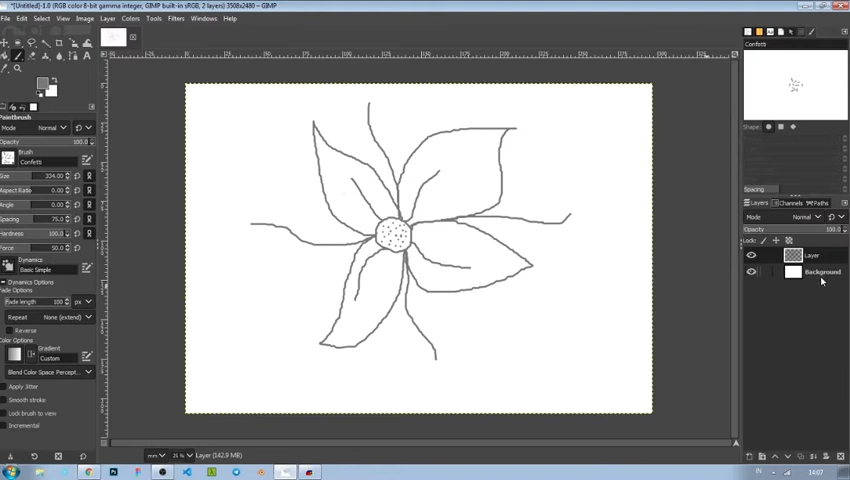 *[Untitled]-1.0 (RGB color 8-bit gamma integer, GIMP built-in sRGB, 2 layers) 3508x2480 – GIMP
File Edit Select View Image Layer Colors Tools Filters Windows Help
Paintbrush
Mode Normal
Opacity 100.0
Brush
Confetti
Size 334.00
Aspect Ratio 0.00
Angle 0.00
Spacing 75.0
Hardness 100.0
Force 50.0
Dynamics
Basic Simple
Dynamics Options
Fade Options
Fade length 100 px
Repeat None (extend)
Reverse
Color Options
Gradient
Custom
Blend Color Space Percept...
Apply Jitter
Smooth stroke
Lock brush to view
Incremental
mm 25 % Layer (142.9 MB)
Confetti
Shape:
Spacing
Layers Channels Paths
Mode Normal
Opacity 100.0
Lock:
Layer
Background
IN 14:07